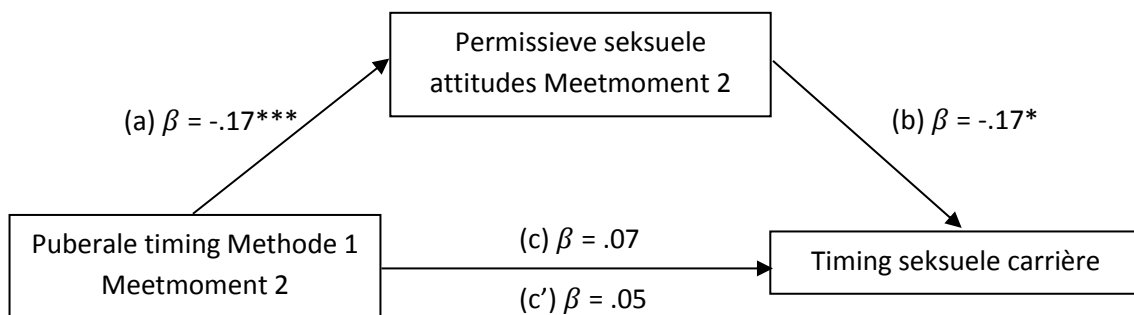 Permissieve seksuele
attitudes Meetmoment 2
(a) 𝛽 = -.17***
(b) 𝛽 = -.17*
Puberale timing Methode 1
Meetmoment 2
(c) 𝛽 = .07
(c’) 𝛽 = .05
Timing seksuele carrière